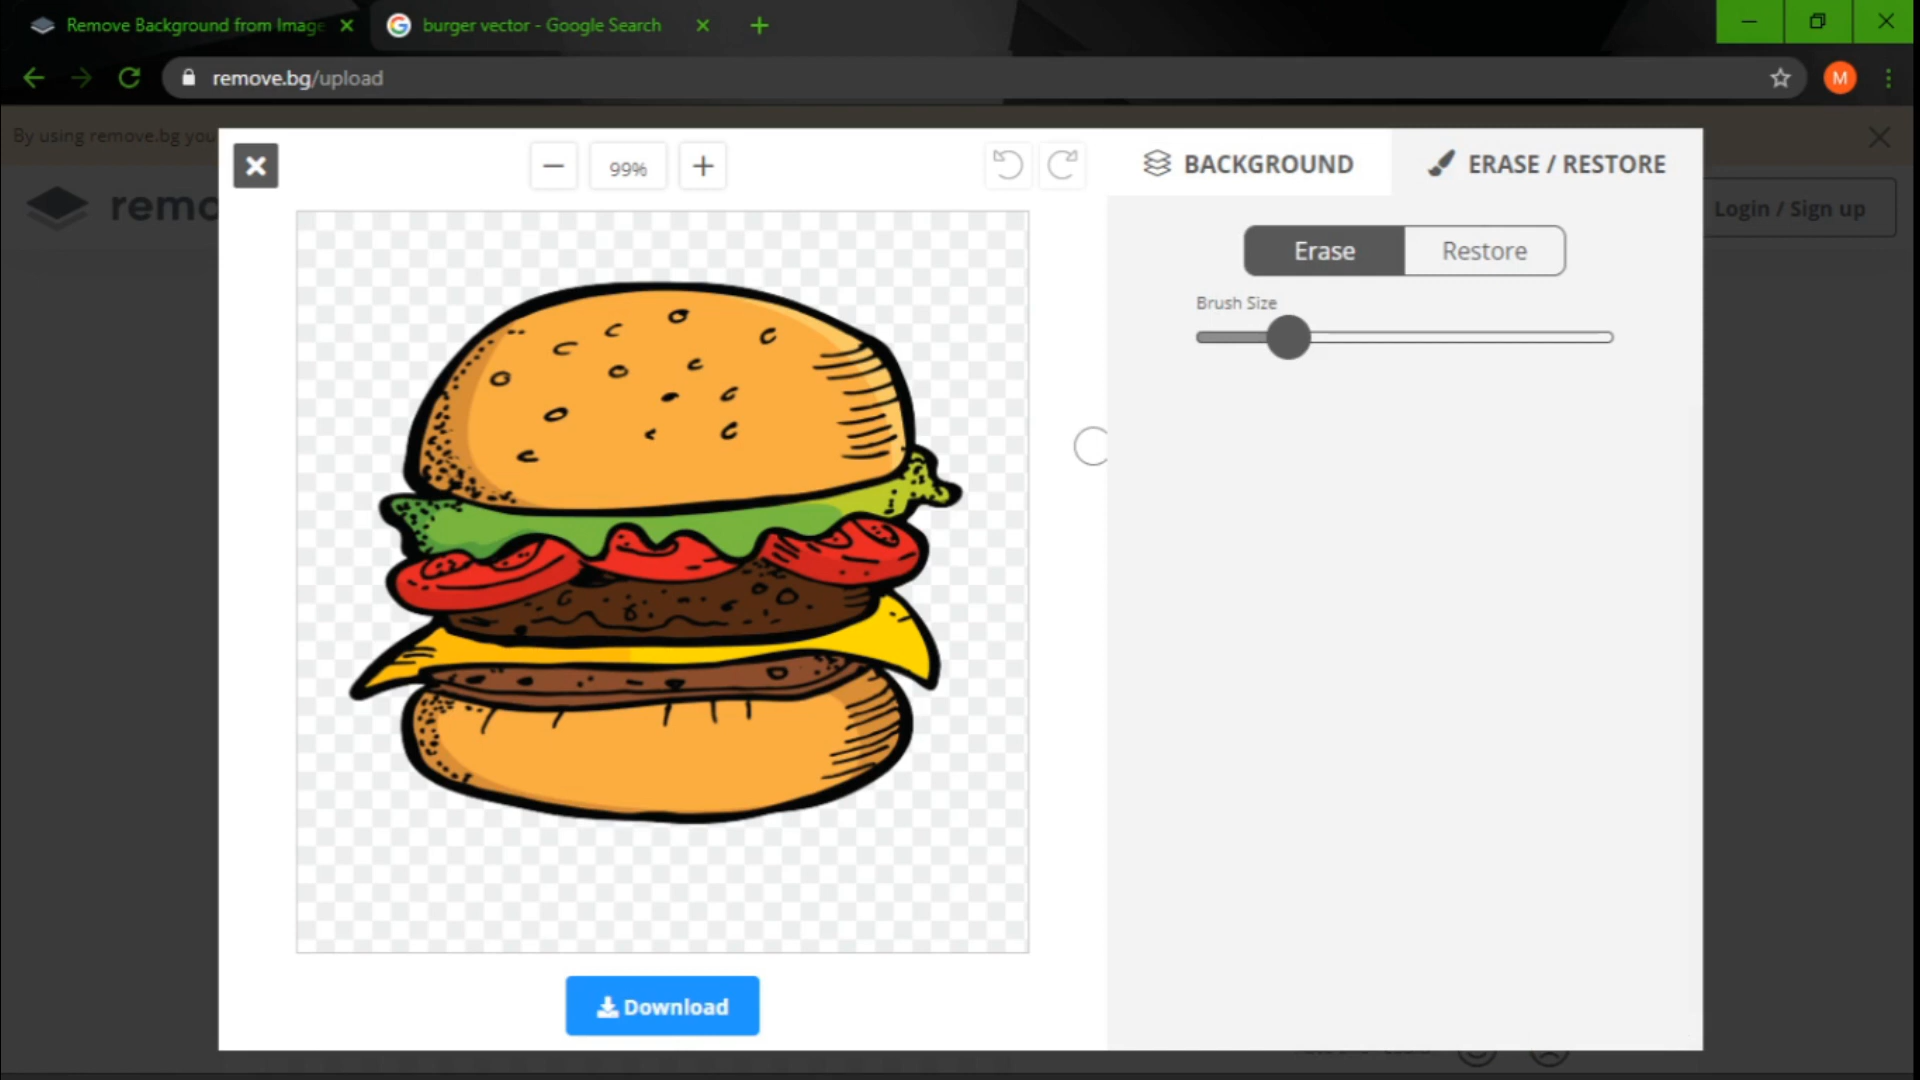 Remove Background from Image
burger vector - Google Search
remove.bg/upload
M
By using remove.bg you
remo
Login / Sign up
99%
BACKGROUND
ERASE / RESTORE
Erase
Restore
Brush Size
Download